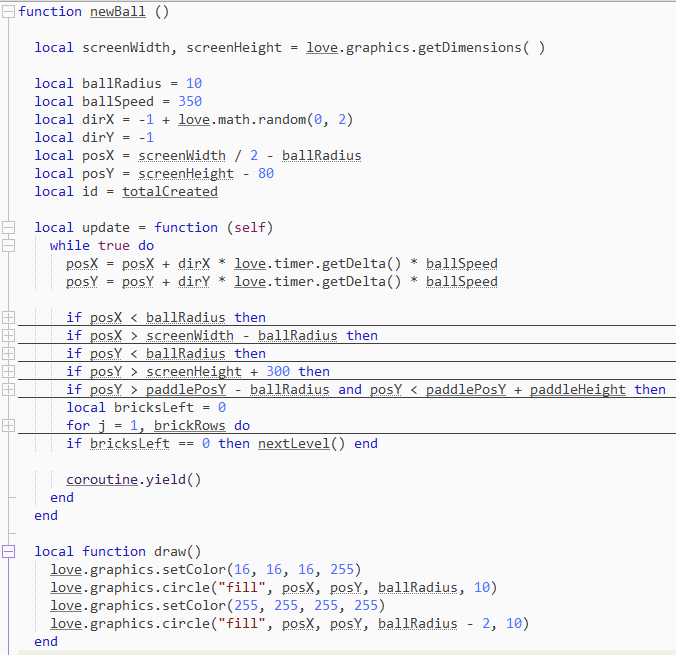 function newBall ()
local screenWidth, screenHeight = love.graphics.getDimensions( )
local ballRadius = 10
local ballSpeed = 350
local dirX = -1 + love.math.random(0, 2)
local dirY = -1
local posX = screenWidth / 2 - ballRadius
local posY = screenHeight - 80
local id = totalCreated
local update = function (self)
while true do
posX = posX + dirX * love.timer.getDelta() * ballSpeed
posY = posY + dirY * love.timer.getDelta() * ballSpeed
if posX < ballRadius then
if posX > screenWidth - ballRadius then
if posY < ballRadius then
if posY > screenHeight + 300 then
if posY > paddlePosY - ballRadius and posY < paddlePosY + paddleHeight then
local bricksLeft = 0
for j = 1, brickRows do
if bricksLeft == 0 then nextLevel() end
coroutine.yield()
end
end
local function draw()
love.graphics.setColor(16, 16, 16, 255)
love.graphics.circle("fill", posX, posY, ballRadius, 10)
love.graphics.setColor(255, 255, 255, 255)
love.graphics.circle("fill", posX, posY, ballRadius - 2, 10)
end